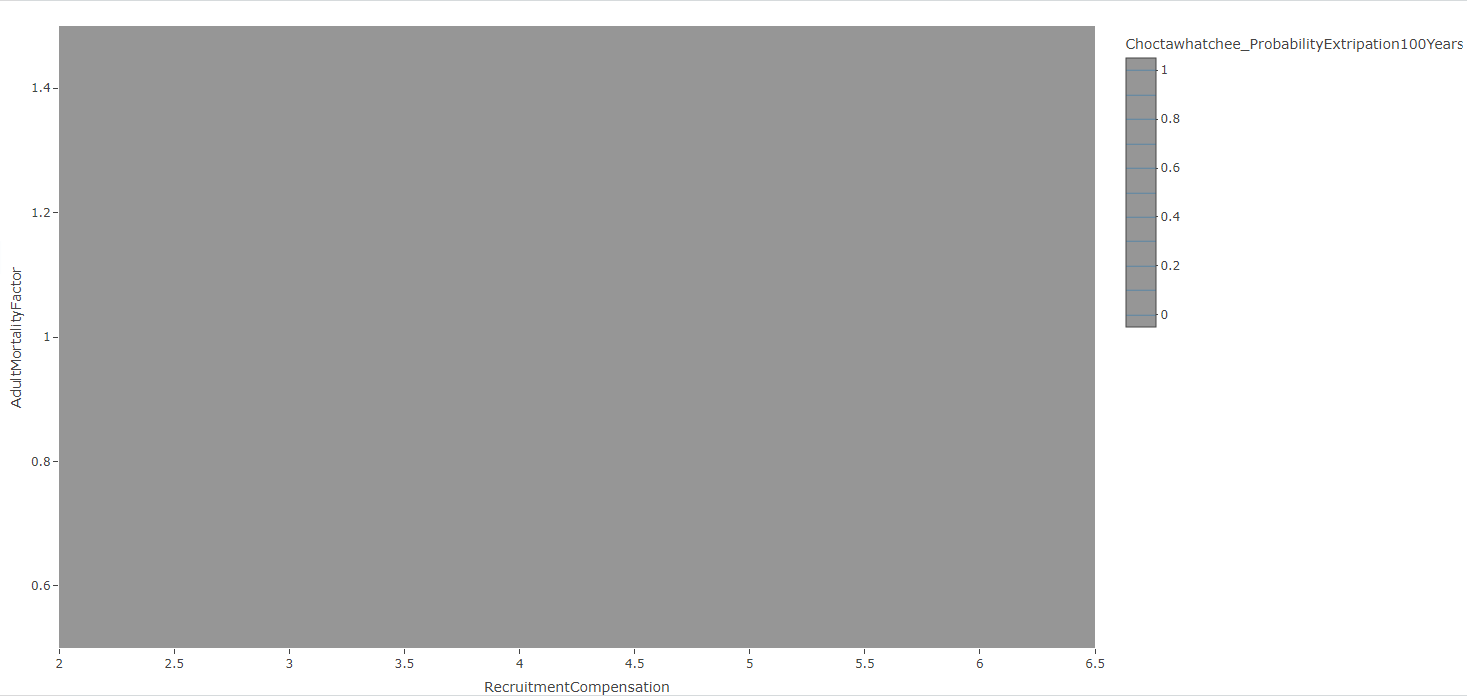 Choctawhatchee_ProbabilityExtripation100Years
1
0.8
0.6
0.4
0.2
0
AdultMortalityFactor
1.4
1.2
1
0.8
0.6
2 2.5 3 3.5 4 4.5 5 5.5 6 6.5
RecruitmentCompensation